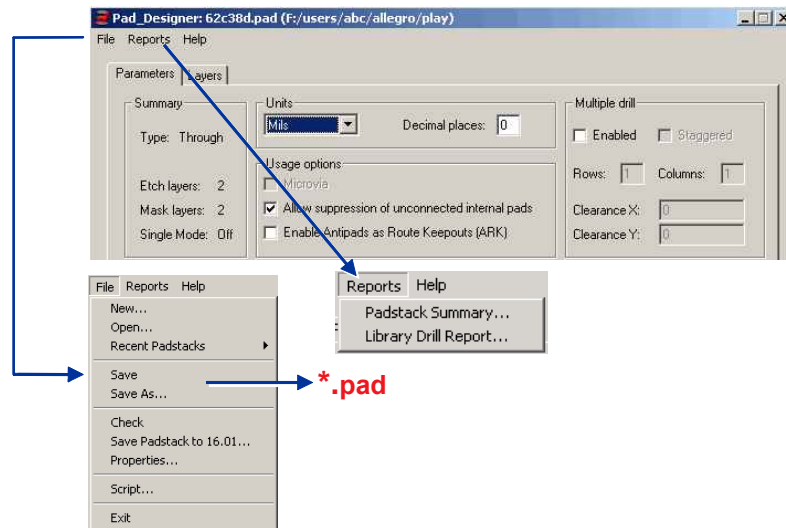 Pad_Designer: 62c38d.pad (F:/users/abc/allegro/play)
File Reports Help
Parameters Layers
Summary
Type: Through
Etch layers: 2
Mask layers: 2
Single Mode: Off
Units
Mils
Decimal places: 0
Usage options
Microvia
Allow suppression of unconnected internal pads
Enable Antipads as Route Keepouts (ARK)
Multiple drill
Enabled Staggered
Rows: 1 Columns: 1
Clearance X: 0
Clearance Y: 0
File Reports Help
New...
Open...
Recent Padstacks
Save
Save As...
Check
Save Padstack to 16.01...
Properties...
Script...
Exit
Reports Help
Padstack Summary...
Library Drill Report...
*.pad